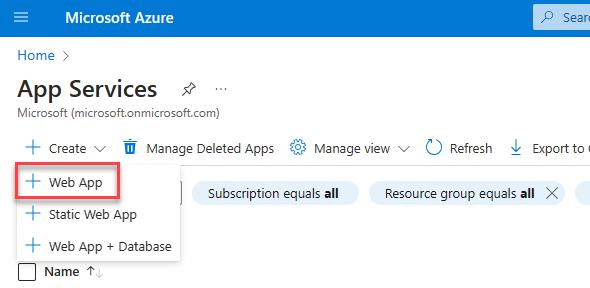 Microsoft Azure
Sear
Home
App Services
Microsoft (microsoft.onmicrosoft.com)
Create Manage Deleted Apps Manage view Refresh Export to C
Web App
Subscription equals all Resource group equals all
Static Web App
Web App + Database
Name